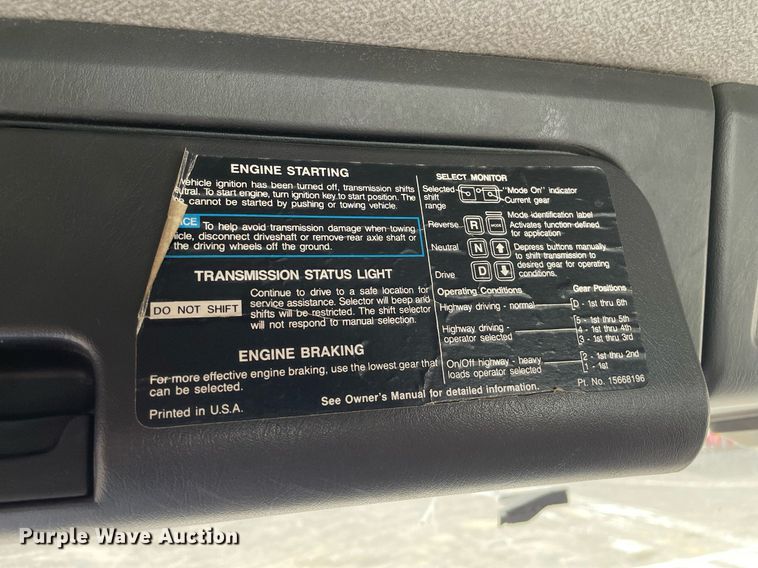 ENGINE STARTING
vehicle ignition has been turned off, transmission shifts
neutral. To start engine, turn ignition key to start position. The
cannot be started by pushing or towing vehicle.
To help avoid transmission damage when towing
disconnect driveshaft or remove rear axle shaft or
the driving wheels off the ground.
TRANSMISSION STATUS LIGHT
DO NOT SHIFT
Continue to drive to a safe location for
service assistance. Selector will beep and
shifts will be restricted. The shift selector
will not respond to manual selection.
ENGINE BRAKING
For more effective engine braking, use the lowest gear that
can be selected.
Printed in U.S.A.
See Owner's Manual for detailed information.
SELECT MONITOR
Selected
shift
range
"Mode On" indicator
Current gear
Reverse
R
MODE
Mode identification label
Activates function defined
for application
Neutral
N
Drive
D
Depress buttons manually
to shift transmission to
desired gear for operating
conditions.
Operating Conditions
Gear Positions
Highway driving - normal
D - 1st thru 6th
Highway driving -
operator selected
5 - 1st thru 5th
4 - 1st thru 4th
3 - 1st thru 3rd
On/Off highway - heavy
loads operator selected
2 - 1st thru 2nd
1 - 1st
Pt. No. 15668196
Purple Wave Auction